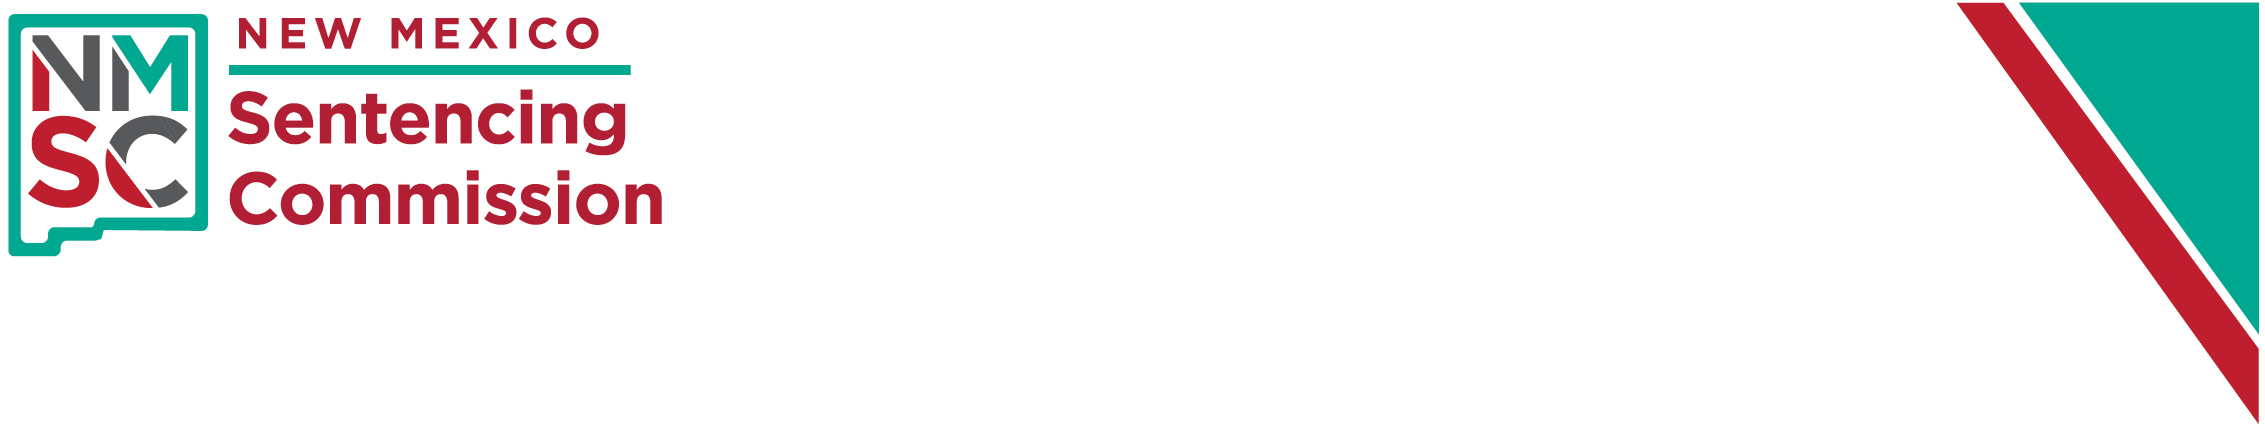 NM
SC
NEW MEXICO
Sentencing
Commission